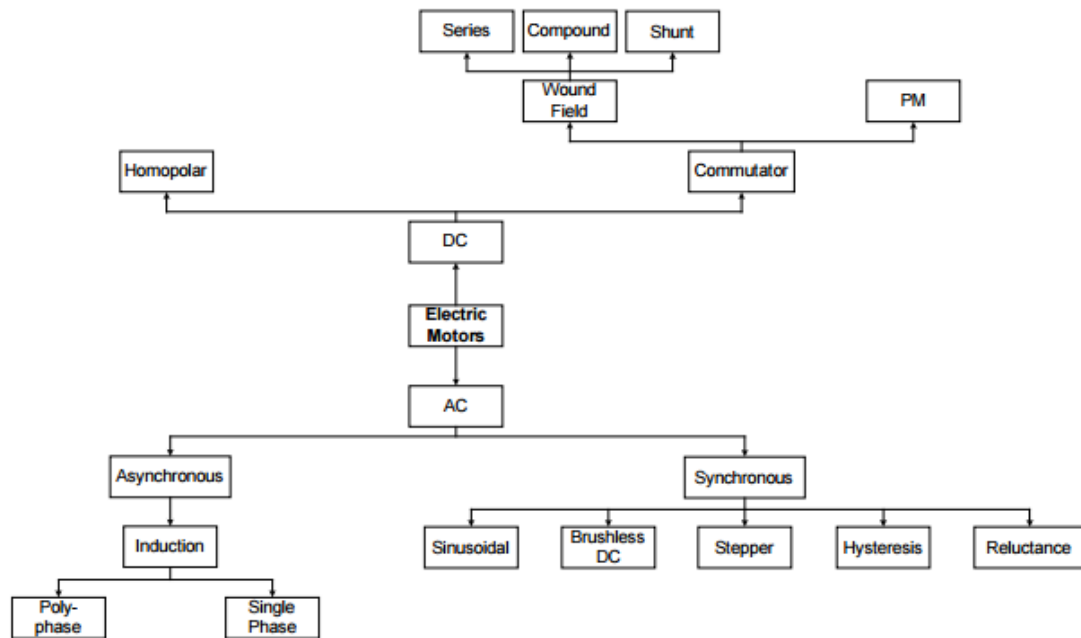 Series
Compound
Shunt
Wound
Field
PM
Homopolar
Commutator
DC
Electric
Motors
AC
Asynchronous
Synchronous
Induction
Sinusoidal
Brushless
DC
Stepper
Hysteresis
Reluctance
Poly-
phase
Single
Phase